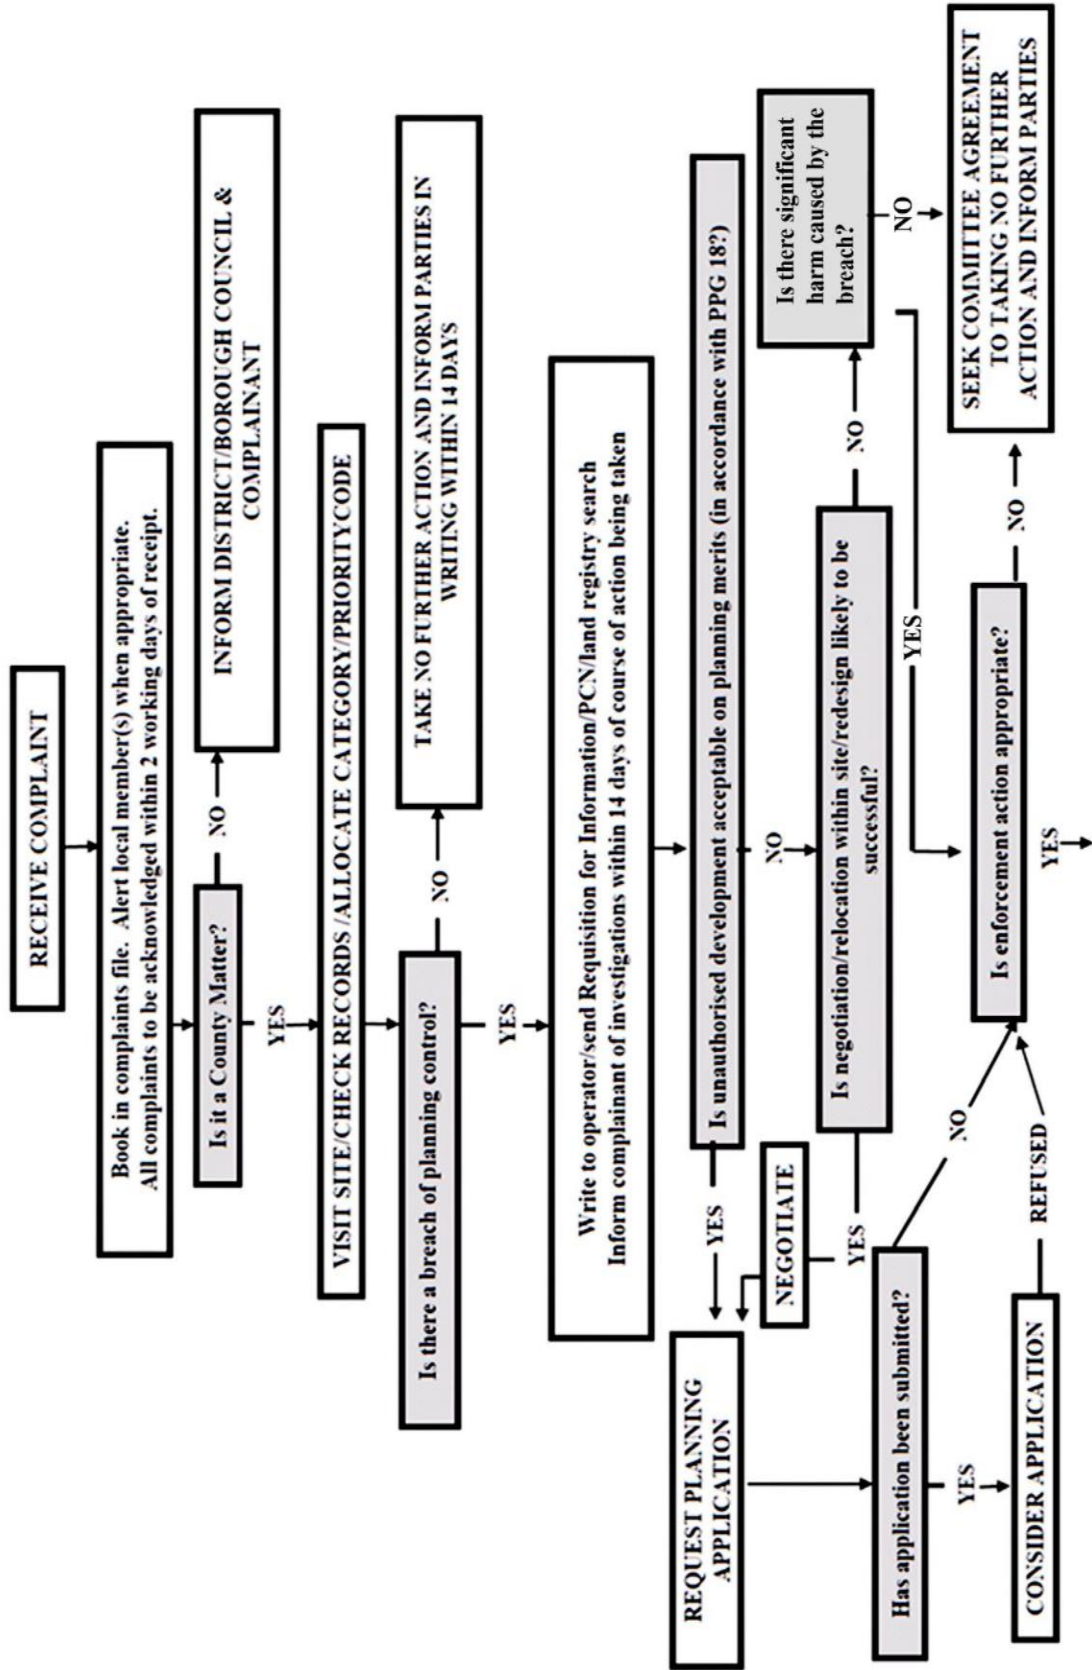 RECEIVE COMPLAINT
Book in complaints file.  Alert local member(s) when appropriate.
All complaints to be acknowledged within 2 working days of receipt.
Is it a County Matter?
NO
INFORM DISTRICT/BOROUGH COUNCIL &
COMPLAINANT
YES
VISIT SITE/CHECK RECORDS /ALLOCATE CATEGORY/PRIORITYCODE
Is there a breach of planning control?
NO
TAKE NO FURTHER ACTION AND INFORM PARTIES IN
WRITING WITHIN 14 DAYS
YES
Write to operator/send Requisition for Information/PCN/land registry search
Inform complainant of investigations within 14 days of course of action being taken
Is unauthorised development acceptable on planning merits (in accordance with PPG 18?)
YES
NO
REQUEST PLANNING
APPLICATION
NEGOTIATE
YES
Is negotiation/relocation within site/redesign likely to be
successful?
NO
Is there significant
harm caused by the
breach?
NO
YES
Has application been submitted?
NO
YES
CONSIDER APPLICATION
REFUSED
Is enforcement action appropriate?
NO
SEEK COMMITTEE AGREEMENT
TO TAKING NO FURTHER
ACTION AND INFORM PARTIES
YES